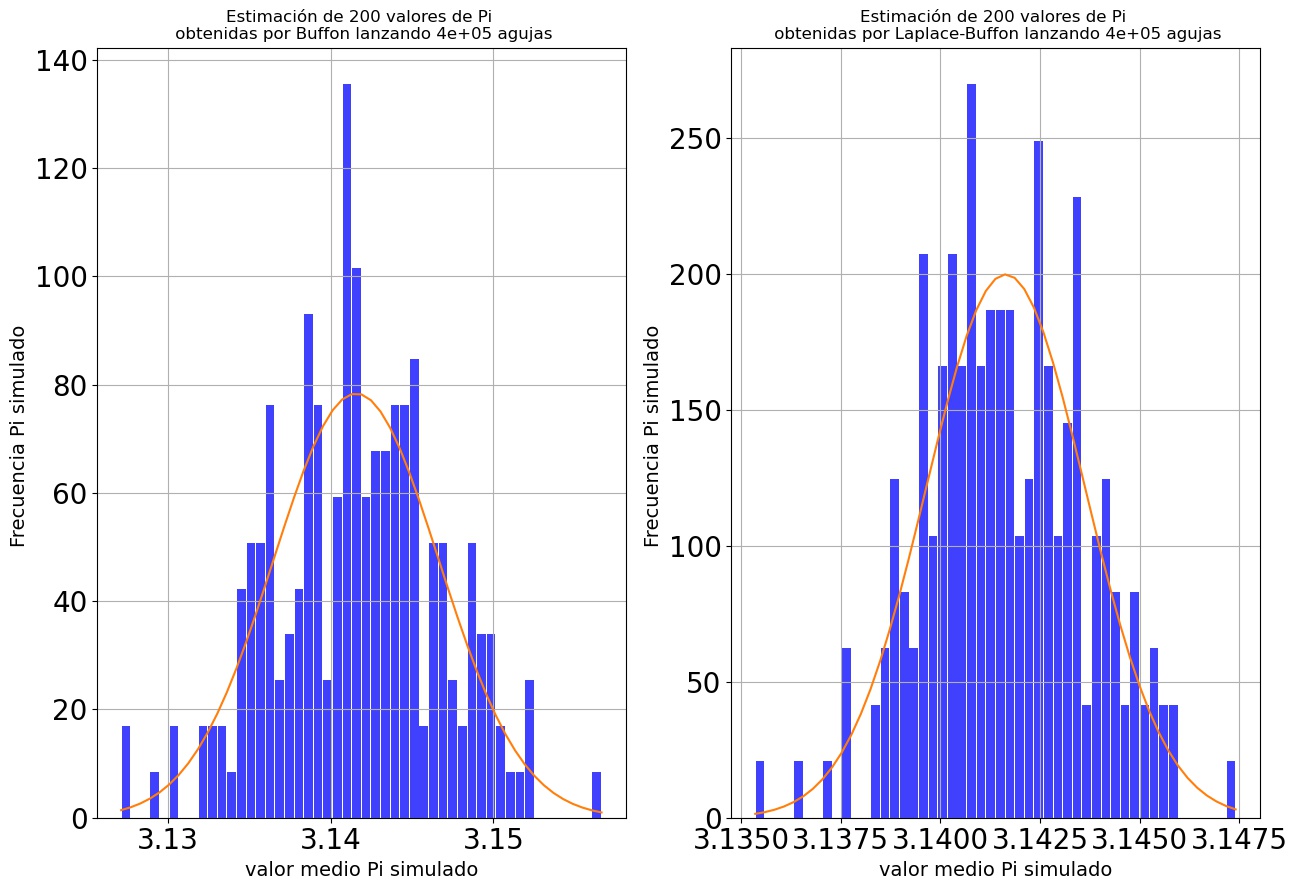 Estimación de 200 valores de Pi
obtenidas por Buffon lanzando 4e+05 agujas
140
120
100
80
60
40
20
0
Frecuencia Pi simulado
3.13 3.14 3.15
valor medio Pi simulado
Estimación de 200 valores de Pi
obtenidas por Laplace-Buffon lanzando 4e+05 agujas
250
200
150
100
50
0
Frecuencia Pi simulado
3.1350 3.1375 3.1400 3.1425 3.1450 3.1475
valor medio Pi simulado